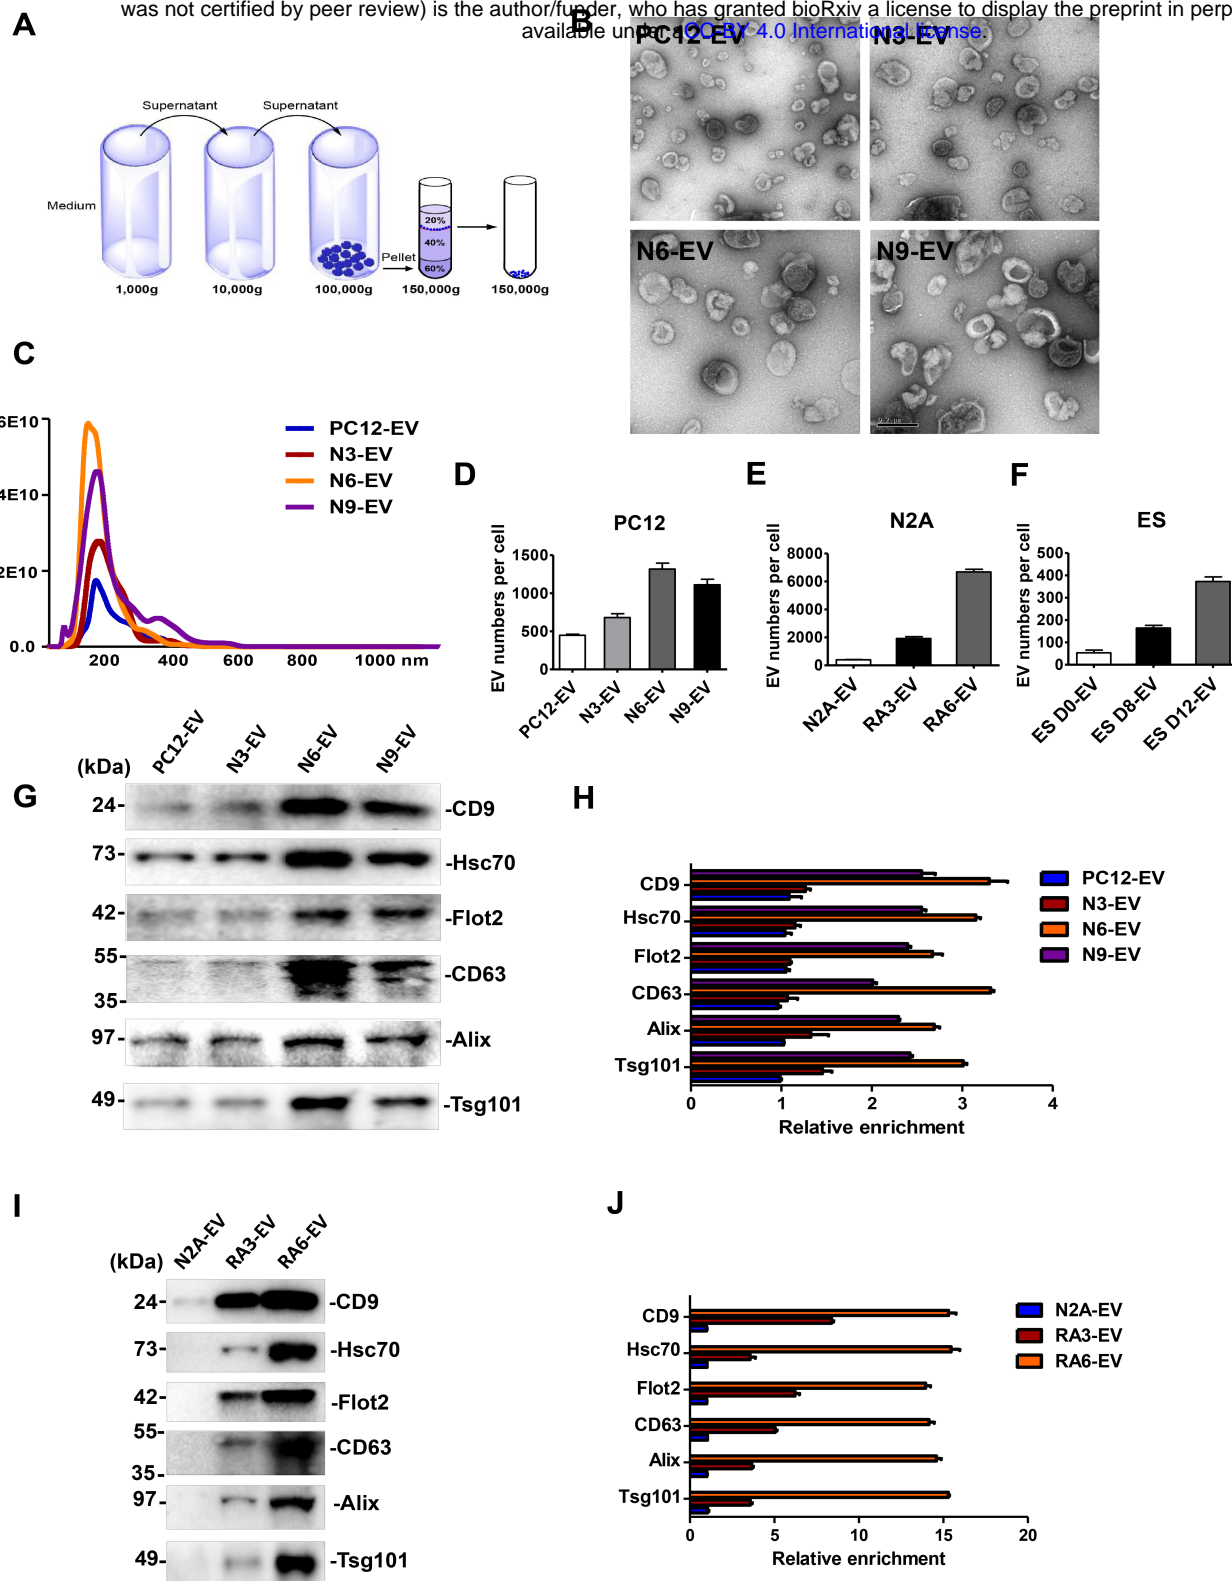 was not certified by peer review) is the author/funder, who has granted bioRxiv a license to display the preprint in perp
available under aCC-BY 4.0 International license.
A
Supernatant Supernatant
Medium
20%
40%
60%
Pellet
1,000g 10,000g 100,000g 150,000g 150,000g
B
PC12-EV N3-EV
N6-EV N9-EV
0.2 μm
C
6E10
4E10
2E10
0.0
200 400 600 800 1000 nm
PC12-EV
N3-EV
N6-EV
N9-EV
D
PC12
EV numbers per cell
1500
1000
500
0
PC12-EV N3-EV N6-EV N9-EV
E
N2A
EV numbers per cell
8000
6000
4000
2000
0
N2A-EV RA3-EV RA6-EV
F
ES
EV numbers per cell
500
400
300
200
100
0
ES D0-EV ES D8-EV ES D12-EV
G
(kDa) PC12-EV N3-EV N6-EV N9-EV
24- -CD9
73- -Hsc70
42- -Flot2
55-
-CD63
35-
97- -Alix
49- -Tsg101
H
CD9
Hsc70
Flot2
CD63
Alix
Tsg101
0 1 2 3 4
Relative enrichment
PC12-EV
N3-EV
N6-EV
N9-EV
I
(kDa) N2A-EV RA3-EV RA6-EV
24- -CD9
73- -Hsc70
42- -Flot2
55-
-CD63
35-
97- -Alix
49- -Tsg101
J
CD9
Hsc70
Flot2
CD63
Alix
Tsg101
0 5 10 15 20
Relative enrichment
N2A-EV
RA3-EV
RA6-EV